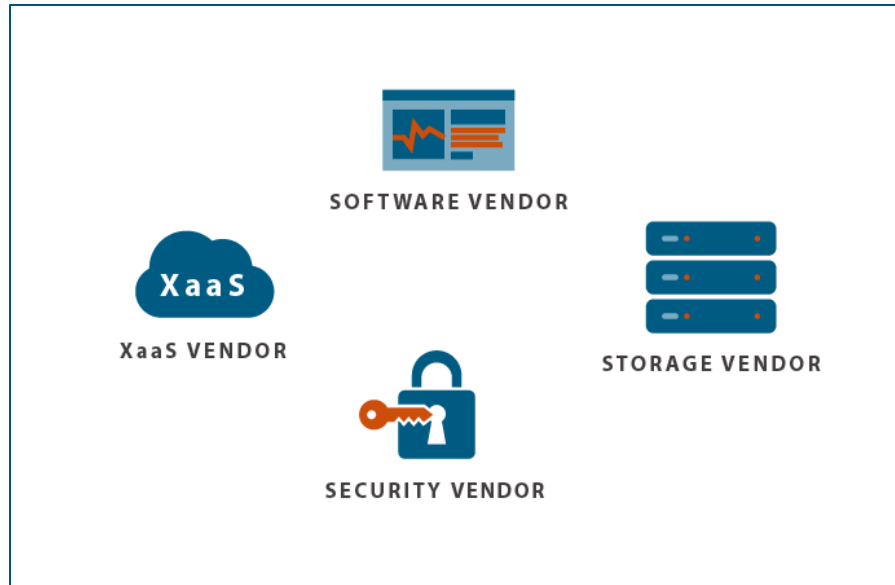 SOFTWARE VENDOR
XaaS
XaaS VENDOR
STORAGE VENDOR
SECURITY VENDOR